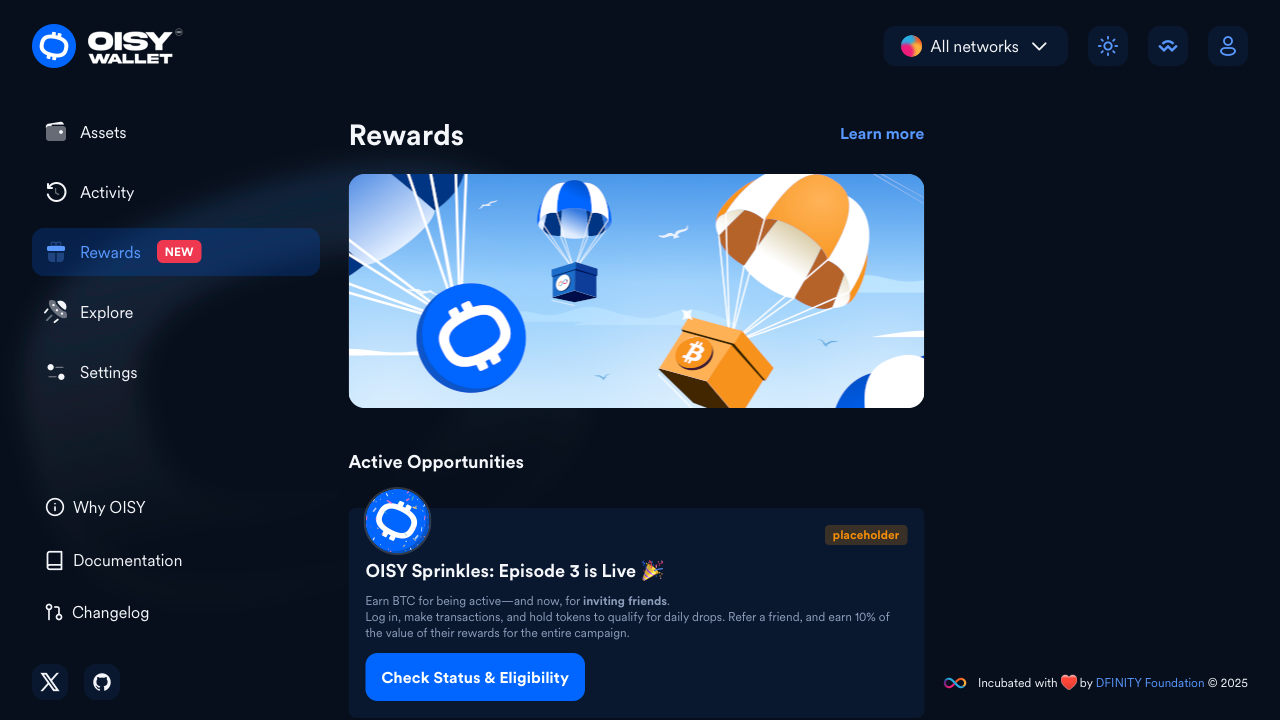 OISY
WALLET
All networks
Assets
Activity
Rewards NEW
Explore
Settings
Why OISY
Documentation
Changelog
Rewards
Learn more
Active Opportunities
placeholder
OISY Sprinkles: Episode 3 is Live 🎉
Earn BTC for being active—and now, for inviting friends.
Log in, make transactions, and hold tokens to qualify for daily drops. Refer a friend, and earn 10% of
the value of their rewards for the entire campaign.
Check Status & Eligibility
Incubated with ❤️ by DFINITY Foundation © 2025